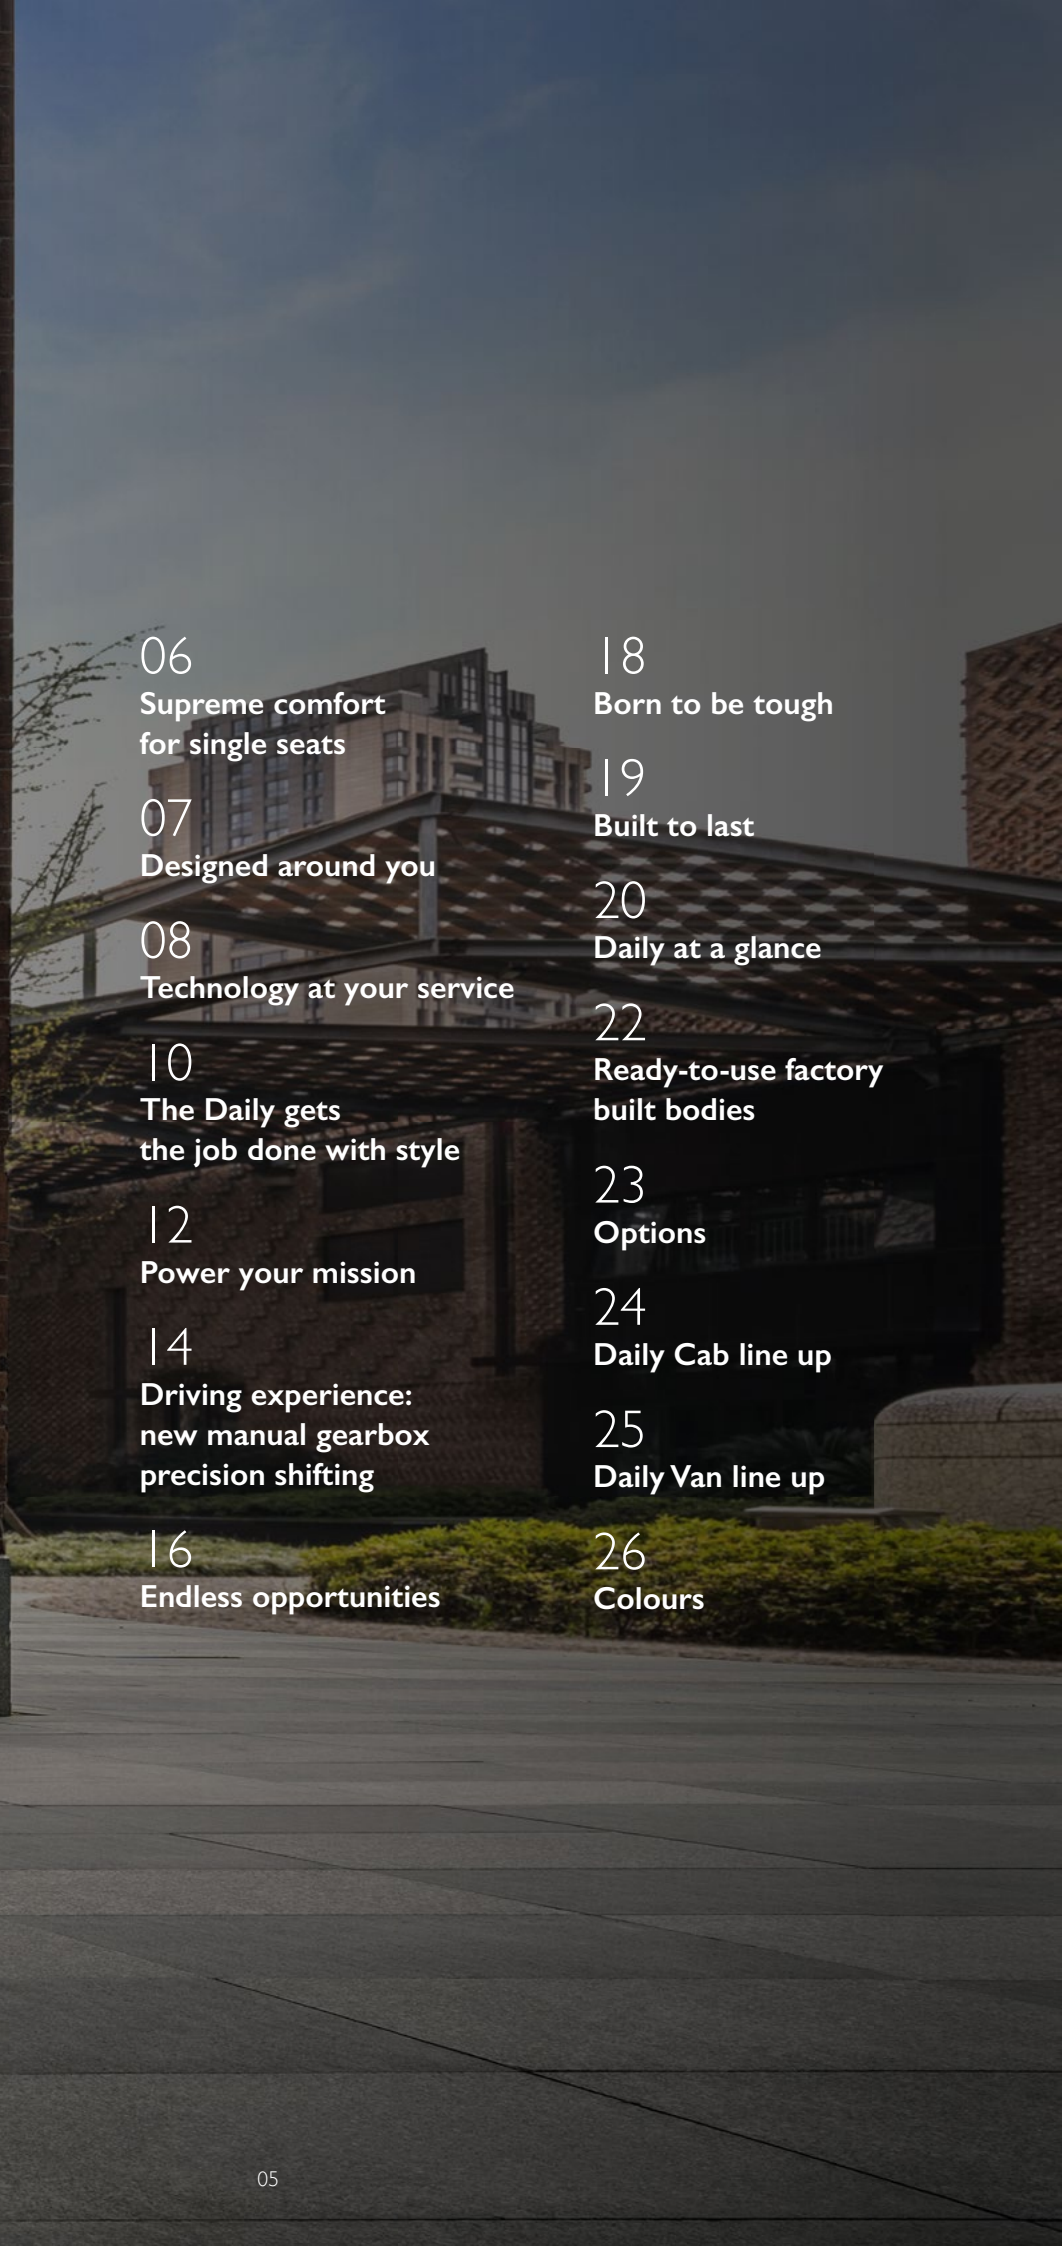 06
Supreme comfort
for single seats
07
Designed around you
08
Technology at your service
10
The Daily gets
the job done with style
12
Power your mission
14
Driving experience:
new manual gearbox
precision shifting
16
Endless opportunities
18
Born to be tough
19
Built to last
20
Daily at a glance
22
Ready-to-use factory
built bodies
23
Options
24
Daily Cab line up
25
Daily Van line up
26
Colours
05